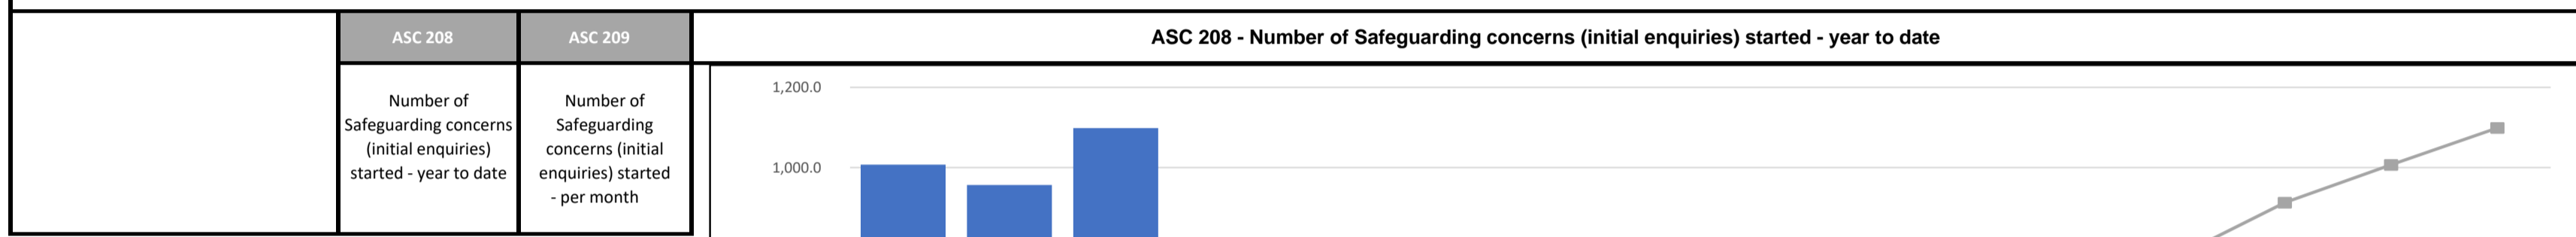 ASC 208
ASC 209
ASC 208 - Number of Safeguarding concerns (initial enquiries) started - year to date
Number of
Safeguarding concerns
(initial enquiries)
started - year to date
Number of
Safeguarding
concerns (initial
enquiries) started
- per month
1,200.0
1,000.0